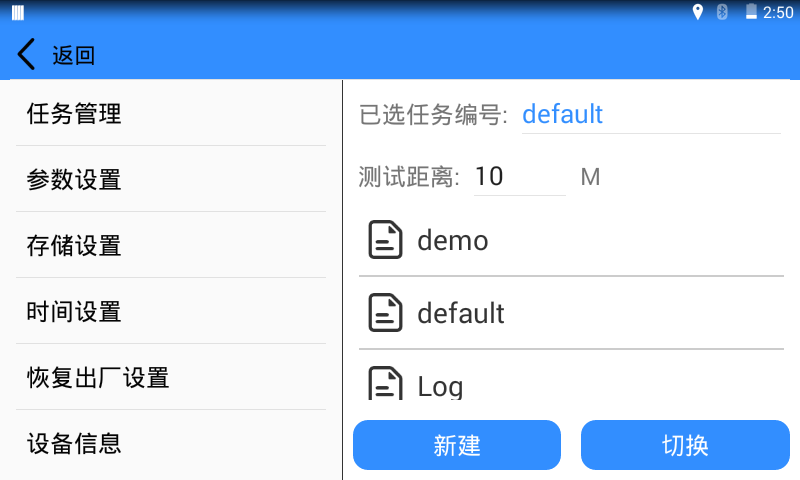 2:50
返回
任务管理
参数设置
存储设置
时间设置
恢复出厂设置
设备信息
已选任务编号: default
测试距离: 10 M
demo
default
Log
新建
切换